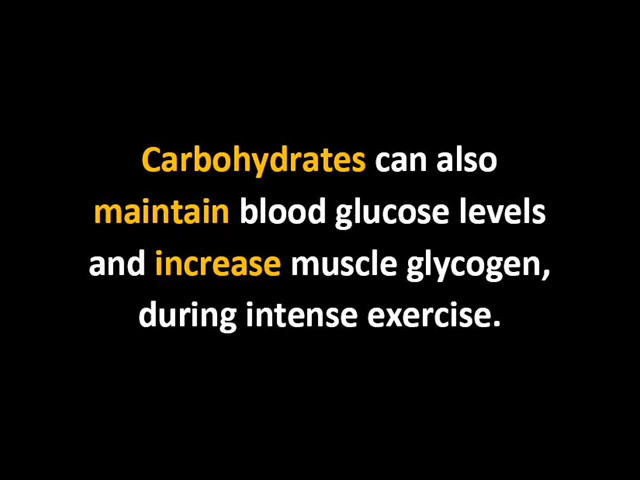 Carbohydrates can also
maintain blood glucose levels
and increase muscle glycogen,
during intense exercise.